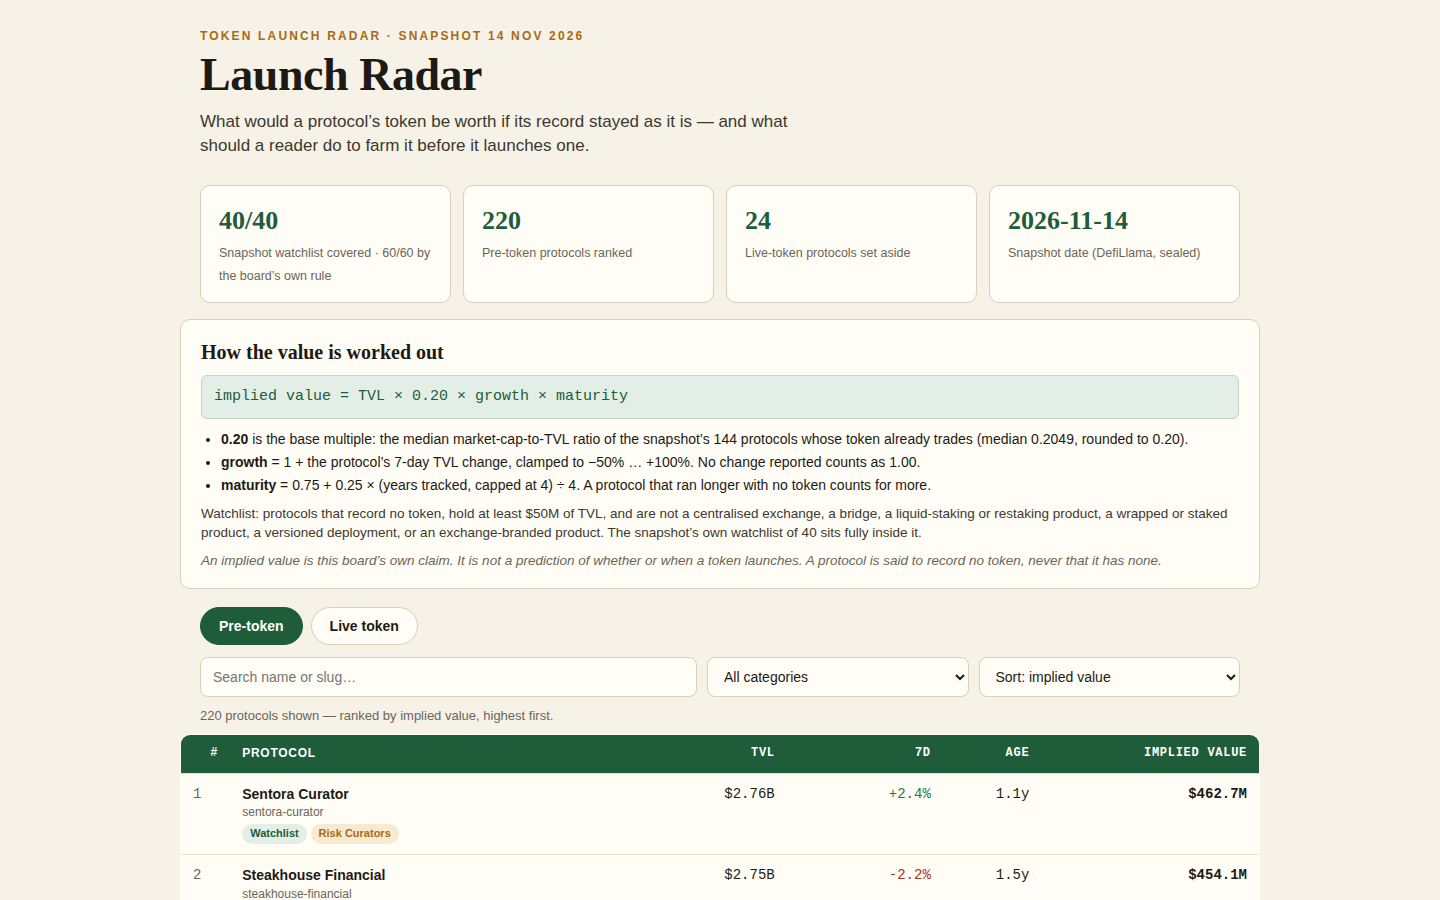 TOKEN LAUNCH RADAR · SNAPSHOT 14 NOV 2026
Launch Radar
What would a protocol’s token be worth if its record stayed as it is — and what
should a reader do to farm it before it launches one.
40/40
Snapshot watchlist covered · 60/60 by
the board’s own rule
220
Pre-token protocols ranked
24
Live-token protocols set aside
2026-11-14
Snapshot date (DefiLlama, sealed)
How the value is worked out
implied value = TVL × 0.20 × growth × maturity
• 0.20 is the base multiple: the median market-cap-to-TVL ratio of the snapshot’s 144 protocols whose token already trades (median 0.2049, rounded to 0.20).
• growth = 1 + the protocol’s 7-day TVL change, clamped to −50% … +100%. No change reported counts as 1.00.
• maturity = 0.75 + 0.25 × (years tracked, capped at 4) ÷ 4. A protocol that ran longer with no token counts for more.
Watchlist: protocols that record no token, hold at least $50M of TVL, and are not a centralised exchange, a bridge, a liquid-staking or restaking product, a wrapped or staked
product, a versioned deployment, or an exchange-branded product. The snapshot’s own watchlist of 40 sits fully inside it.
An implied value is this board’s own claim. It is not a prediction of whether or when a token launches. A protocol is said to record no token, never that it has none.
Pre-token Live token
Search name or slug… All categories Sort: implied value
220 protocols shown — ranked by implied value, highest first.
# PROTOCOL TVL 7D AGE IMPLIED VALUE
1 Sentora Curator $2.76B +2.4% 1.1y $462.7M
sentora-curator
Watchlist Risk Curators
2 Steakhouse Financial $2.75B -2.2% 1.5y $454.1M
steakhouse-financial